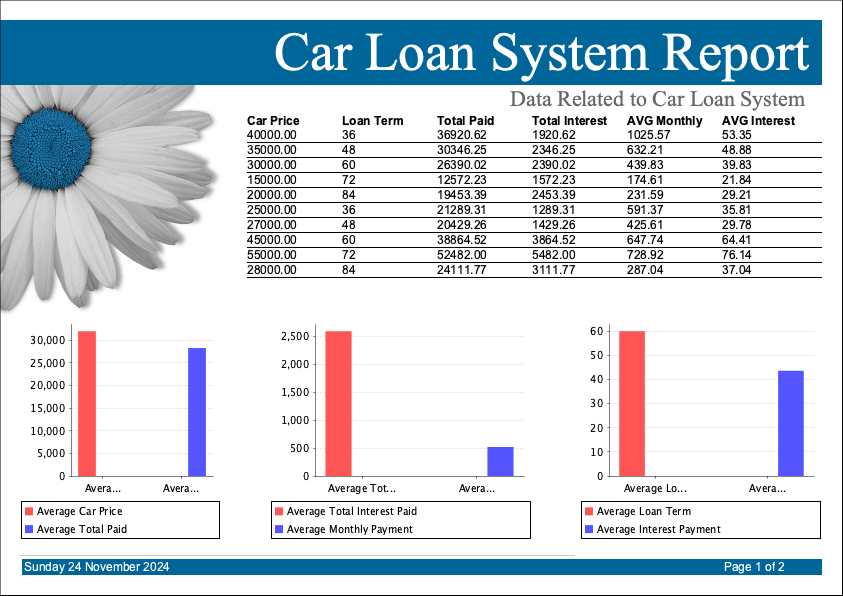 Car Loan System Report
Data Related to Car Loan System
Car Price Loan Term Total Paid Total Interest AVG Monthly AVG Interest
40000.00 36 36920.62 1920.62 1025.57 53.35
35000.00 48 30346.25 2346.25 632.21 48.88
30000.00 60 26390.02 2390.02 439.83 39.83
15000.00 72 12572.23 1572.23 174.61 21.84
20000.00 84 19453.39 2453.39 231.59 29.21
25000.00 36 21289.31 1289.31 591.37 35.81
27000.00 48 20429.26 1429.26 425.61 29.78
45000.00 60 38864.52 3864.52 647.74 64.41
55000.00 72 52482.00 5482.00 728.92 76.14
28000.00 84 24111.77 3111.77 287.04 37.04
30,000
25,000
20,000
15,000
10,000
5,000
0
Avera... Avera...
Average Car Price
Average Total Paid
2,500
2,000
1,500
1,000
500
0
Average Tot... Avera...
Average Total Interest Paid
Average Monthly Payment
60
50
40
30
20
10
0
Average Lo... Avera...
Average Loan Term
Average Interest Payment
Sunday 24 November 2024 Page 1 of 2